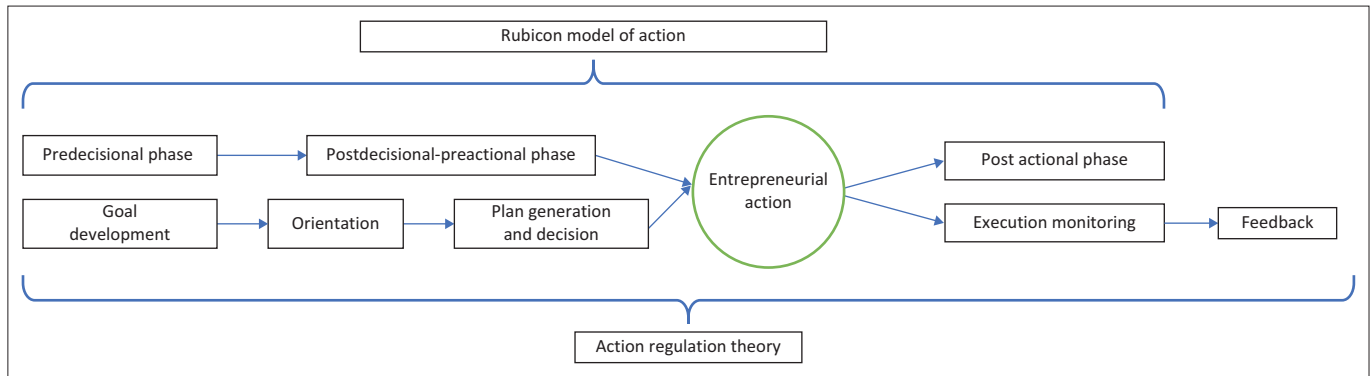 Rubicon model of action
Predecisional phase
Postdecisional-preactional phase
Entrepreneurial
action
Post actional phase
Goal
development
Orientation
Plan generation
and decision
Execution monitoring
Feedback
Action regulation theory